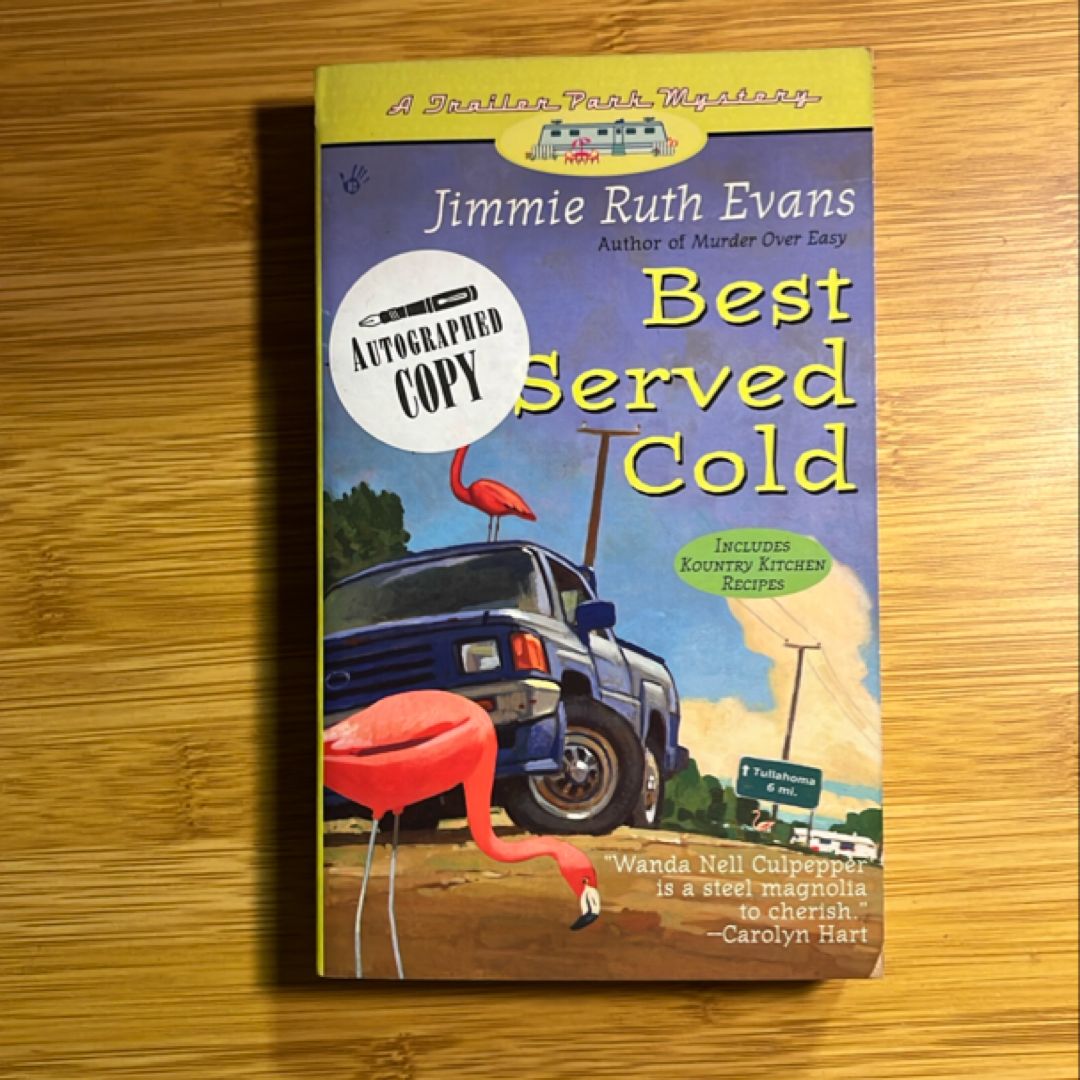 A Trailer Park Mystery
Jimmie Ruth Evans
Author of Murder Over Easy
Best
Served
Cold
AUTOGRAPHED
COPY
INCLUDES
KOUNTRY KITCHEN
RECIPES
↑ Tullahoma
6 mi.
"Wanda Nell Culpepper
is a steel magnolia
to cherish."
—Carolyn Hart